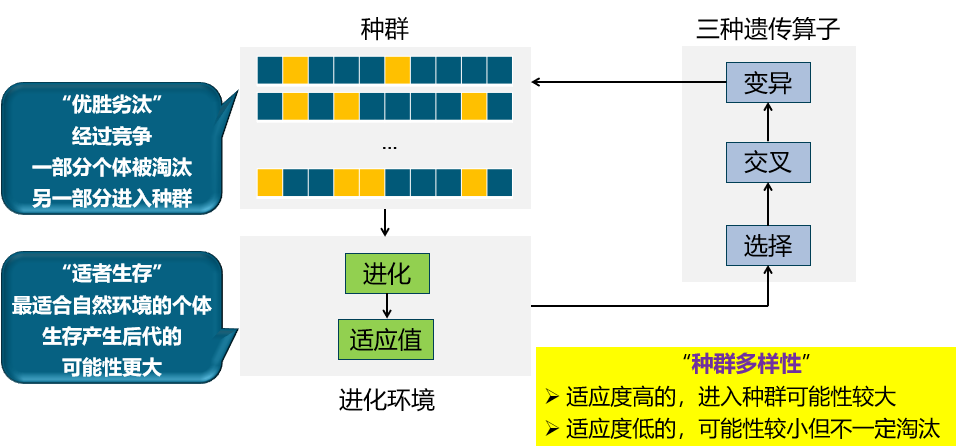 种群
三种遗传算子
“优胜劣汰”
经过竞争
一部分个体被淘汰
另一部分进入种群
...
变异
交叉
选择
“适者生存”
最适合自然环境的个体
生存产生后代的
可能性更大
进化
适应值
进化环境
“种群多样性”
➢ 适应度高的，进入种群可能性较大
➢ 适应度低的，可能性较小但不一定淘汰